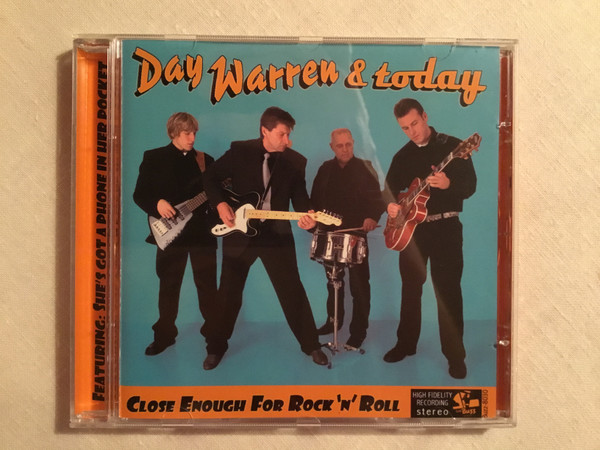 Day Warren & today
FEATURING: SHE'S GOT A PHONE IN HER POCKET
CLOSE ENOUGH FOR ROCK 'N' ROLL
HIGH FIDELITY
RECORDING
stereo